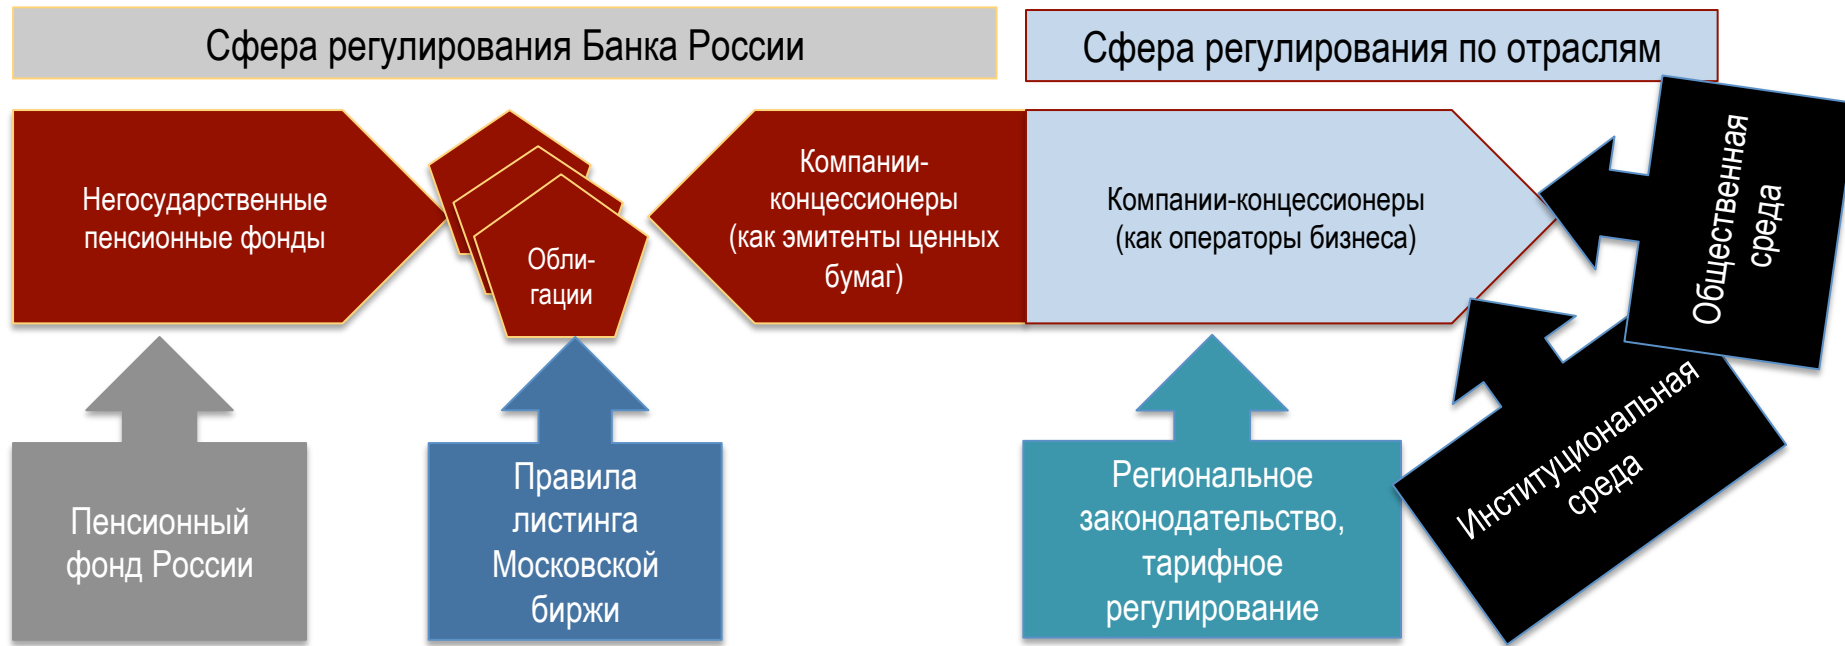 Сфера регулирования Банка России
Сфера регулирования по отраслям
Негосударственные
пенсионные фонды
Обли-
гации
Компании-
концессионеры
(как эмитенты ценных
бумаг)
Компании-концессионеры
(как операторы бизнеса)
Общественная
среда
Институциональная
среда
Пенсионный
фонд России
Правила
листинга
Московской
биржи
Региональное
законодательство,
тарифное
регулирование